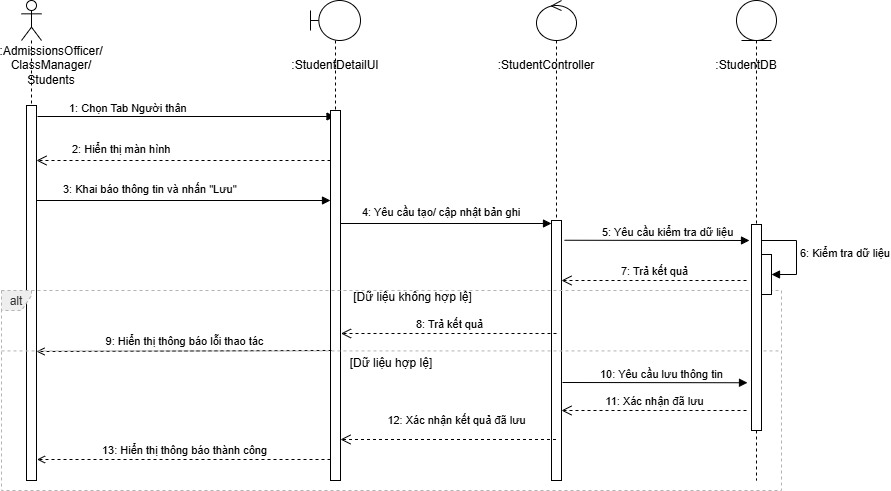 :AdmissionsOfficer/
ClassManager/
Students
:StudentDetailUI
:StudentController
:StudentDB
1: Chọn Tab Người thân
2: Hiển thị màn hình
3: Khai báo thông tin và nhấn "Lưu"
4: Yêu cầu tạo/ cập nhật bản ghi
5: Yêu cầu kiểm tra dữ liệu
6: Kiểm tra dữ liệu
7: Trả kết quả
alt
[Dữ liệu không hợp lệ]
8: Trả kết quả
9: Hiển thị thông báo lỗi thao tác
[Dữ liệu hợp lệ]
10: Yêu cầu lưu thông tin
11: Xác nhận đã lưu
12: Xác nhận kết quả đã lưu
13: Hiển thị thông báo thành công